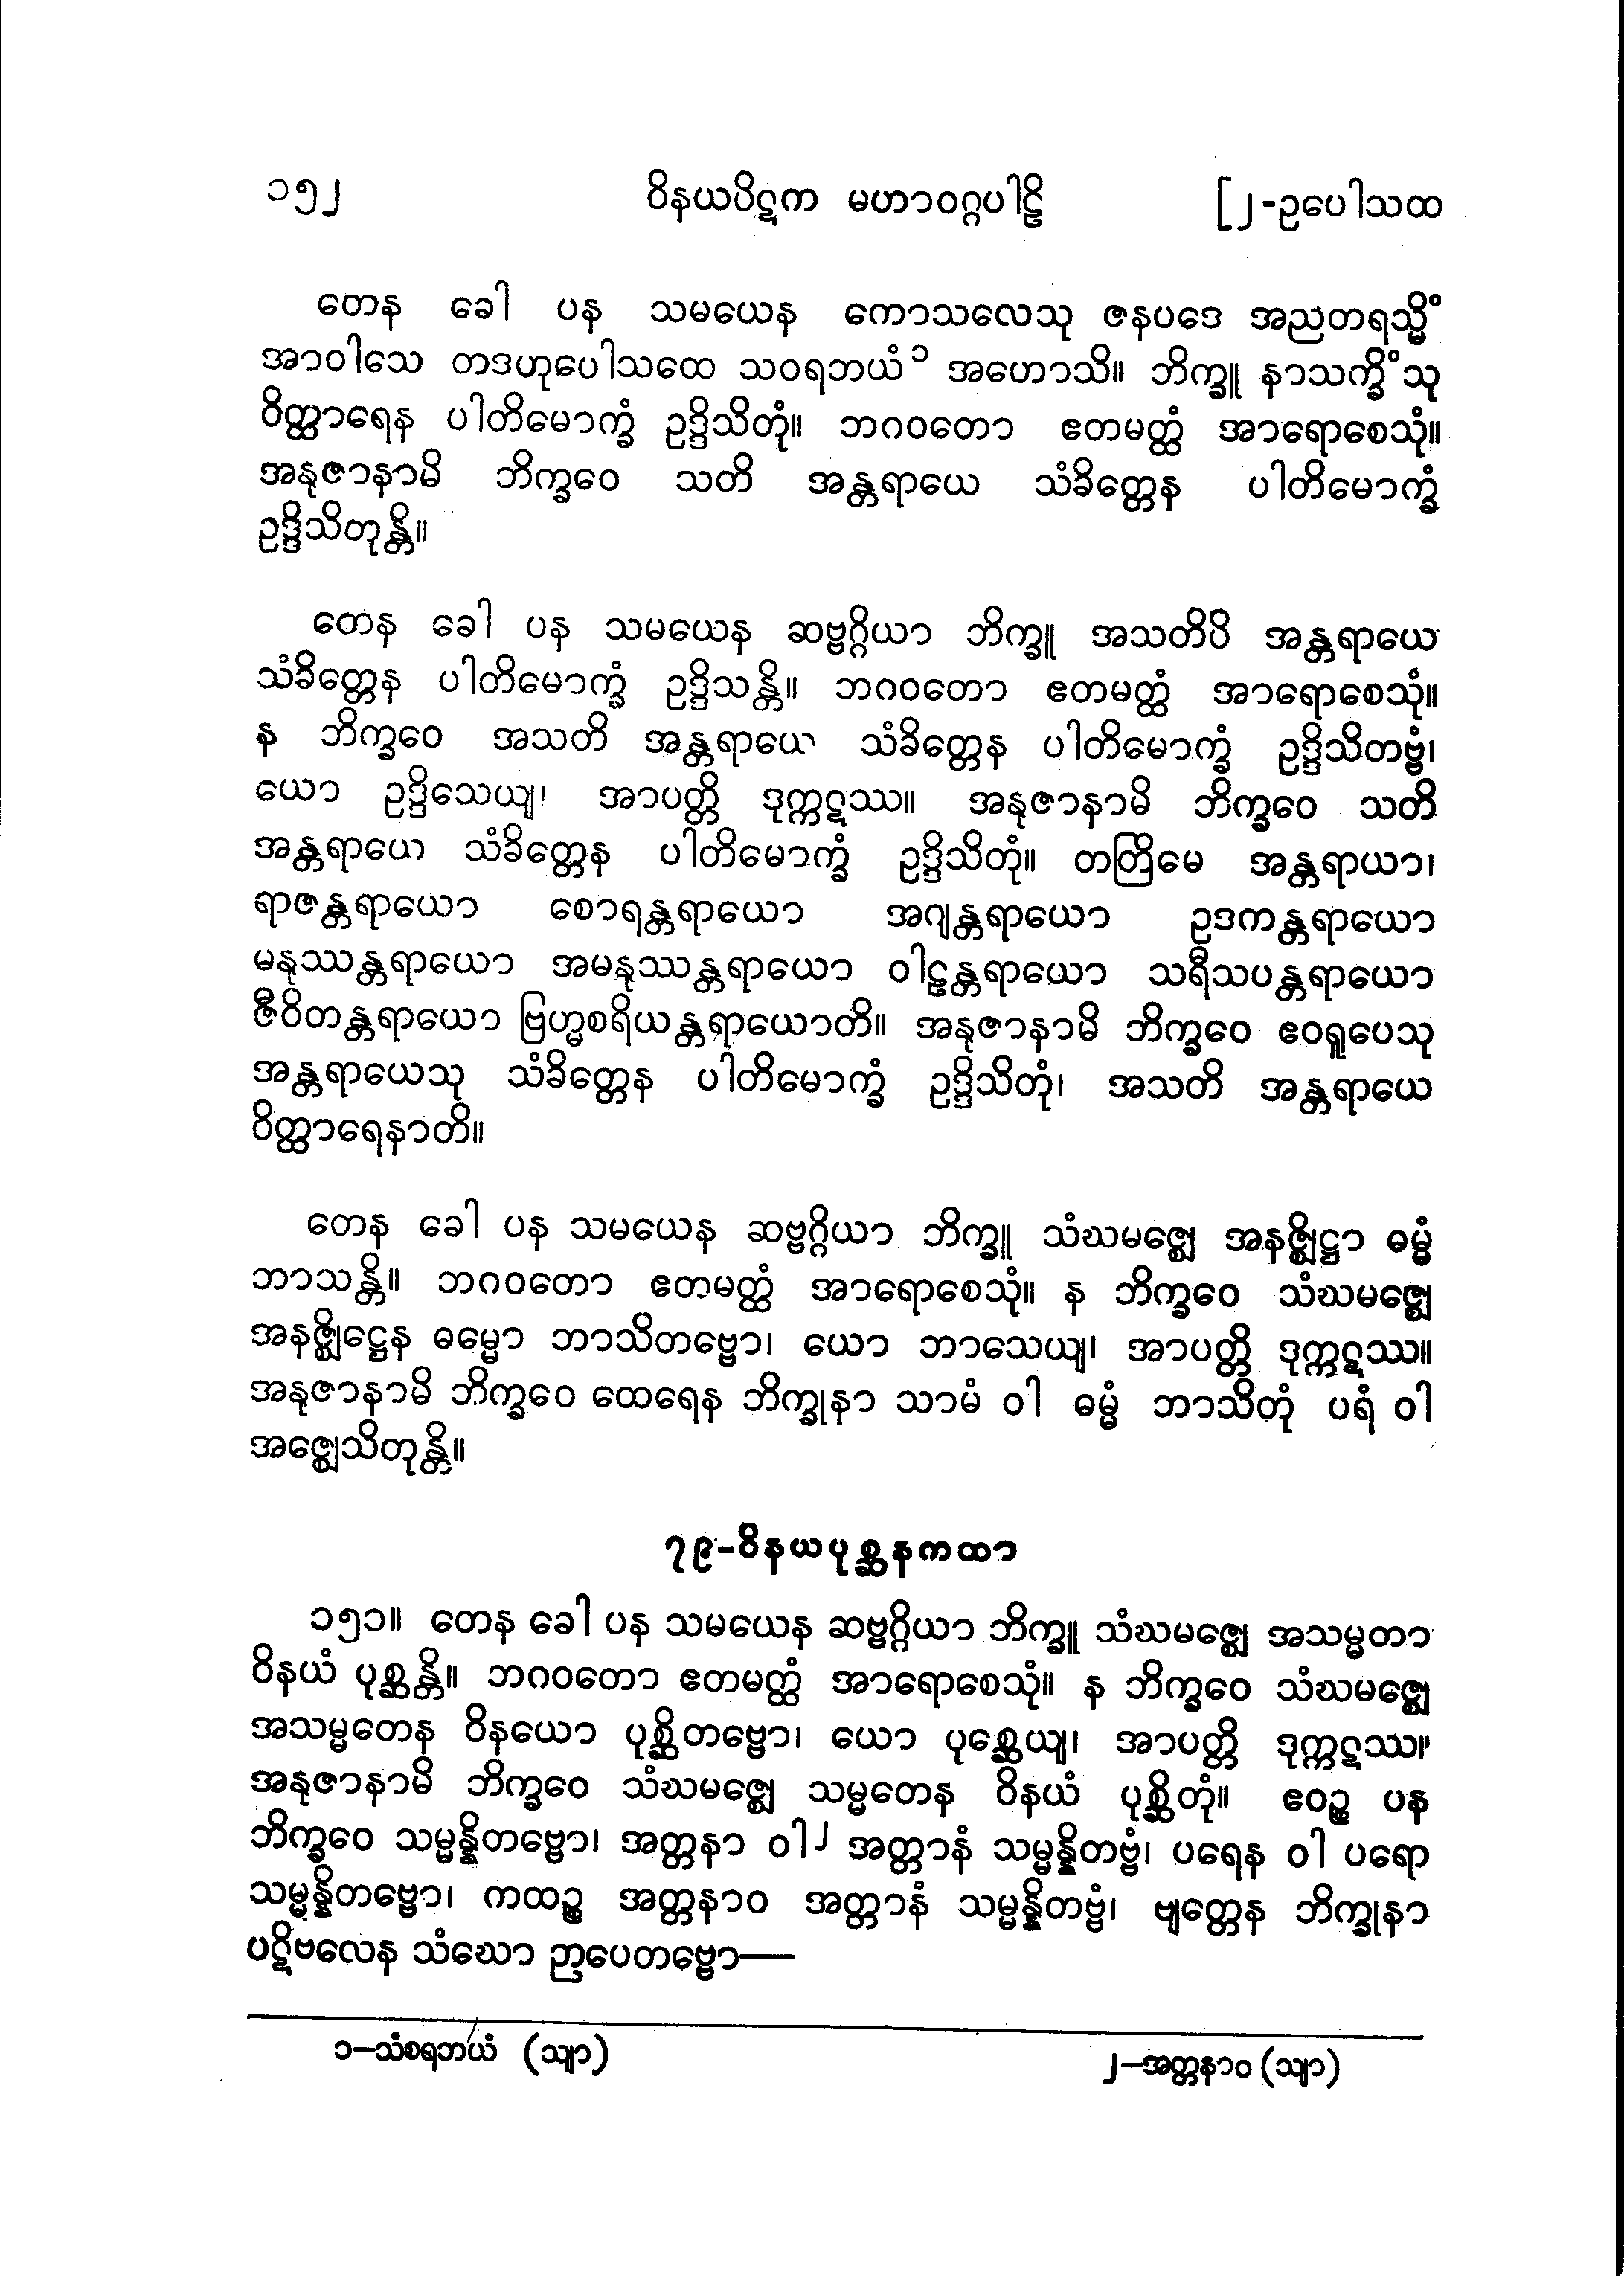 ၁၅၂ ဝိနယပိဋက မဟာဝဂ္ဂပါဠိ [၂-ဥပေါသထ
တေန ခေါ ပန သမယေန ကောသလေသု ဇနပဒေ အညတရသ္မိံ
အာဝါသေ တဒဟုပေါသထေ သဝရဘယံ ၁ အဟောသိ။ ဘိက္ခူ နာသက္ခိံသု
ဝိတ္ထာရေန ပါတိမောက္ခံ ဥဒ္ဒိသိတုံ။ ဘဂဝတော ဧတမတ္ထံ အာရောစေသုံ။
အနုဇာနာမိ ဘိက္ခဝေ သတိ အန္တရာယေ သံခိတ္တေန ပါတိမောက္ခံ
ဥဒ္ဒိသိတုန္တိ။
တေန ခေါ ပန သမယေန ဆဗ္ဗဂ္ဂိယာ ဘိက္ခူ အသတိပိ အန္တရာယေ
သံခိတ္တေန ပါတိမောက္ခံ ဥဒ္ဒိသန္တိ။ ဘဂဝတော ဧတမတ္ထံ အာရောစေသုံ။
န ဘိက္ခဝေ အသတိ အန္တရာယေ သံခိတ္တေန ပါတိမောက္ခံ ဥဒ္ဒိသိတဗ္ဗံ၊
ယော ဥဒ္ဒိသေယျ၊ အာပတ္တိ ဒုက္ကဋဿ။ အနုဇာနာမိ ဘိက္ခဝေ သတိ
အန္တရာယေ သံခိတ္တေန ပါတိမောက္ခံ ဥဒ္ဒိသိတုံ။ တတြိမေ အန္တရာယာ၊
ရာဇန္တရာယော စောရန္တရာယော အဂျန္တရာယော ဥဒကန္တရာယော
မနုဿန္တရာယော အမနုဿန္တရာယော ဝါဠန္တရာယော သရီသပန္တရာယော
ဇီဝိတန္တရာယော ဗြဟ္မစရိယန္တရာယောတိ။ အနုဇာနာမိ ဘိက္ခဝေ ဧဝရူပေသု
အန္တရာယေသု သံခိတ္တေန ပါတိမောက္ခံ ဥဒ္ဒိသိတုံ၊ အသတိ အန္တရာယေ
ဝိတ္ထာရေနာတိ။
တေန ခေါ ပန သမယေန ဆဗ္ဗဂ္ဂိယာ ဘိက္ခူ သံဃမဇ္ဈေ အနဇ္ဈိဋ္ဌာ ဓမ္မံ
ဘာသန္တိ။ ဘဂဝတော ဧတမတ္ထံ အာရောစေသုံ။ န ဘိက္ခဝေ သံဃမဇ္ဈေ
အနဇ္ဈိဋ္ဌေန ဓမ္မော ဘာသိတဗ္ဗော၊ ယော ဘာသေယျ၊ အာပတ္တိ ဒုက္ကဋဿ။
အနုဇာနာမိ ဘိက္ခဝေ ထေရေန ဘိက္ခုနာ သာမံ ဝါ ဓမ္မံ ဘာသိတုံ ပရံ ဝါ
အဇ္ဈေသိတုန္တိ။
၇၉-ဝိနယပုစ္ဆနကထာ
၁၅၁။ တေန ခေါ ပန သမယေန ဆဗ္ဗဂ္ဂိယာ ဘိက္ခူ သံဃမဇ္ဈေ အသမ္မတာ
ဝိနယံ ပုစ္ဆန္တိ။ ဘဂဝတော ဧတမတ္ထံ အာရောစေသုံ။ န ဘိက္ခဝေ သံဃမဇ္ဈေ
အသမ္မတေန ဝိနယော ပုစ္ဆိတဗ္ဗော၊ ယော ပုစ္ဆေယျ၊ အာပတ္တိ ဒုက္ကဋဿ။
အနုဇာနာမိ ဘိက္ခဝေ သံဃမဇ္ဈေ သမ္မတေန ဝိနယံ ပုစ္ဆိတုံ။ ဧဝဉ္စ ပန
ဘိက္ခဝေ သမ္မန္နိတဗ္ဗော၊ အတ္တနာ ဝါ ၂ အတ္တာနံ သမ္မန္နိတဗ္ဗံ၊ ပရေန ဝါ ပရော
သမ္မန္နိတဗ္ဗော၊ ကထဉ္စ အတ္တနာဝ အတ္တာနံ သမ္မန္နိတဗ္ဗံ၊ ဗျတ္တေန ဘိက္ခုနာ
ပဋိဗလေန သံဃော ဉာပေတဗ္ဗော—
၁–သံစရဘယံ (သျာ) ၂–အတ္တနာဝ (သျာ)